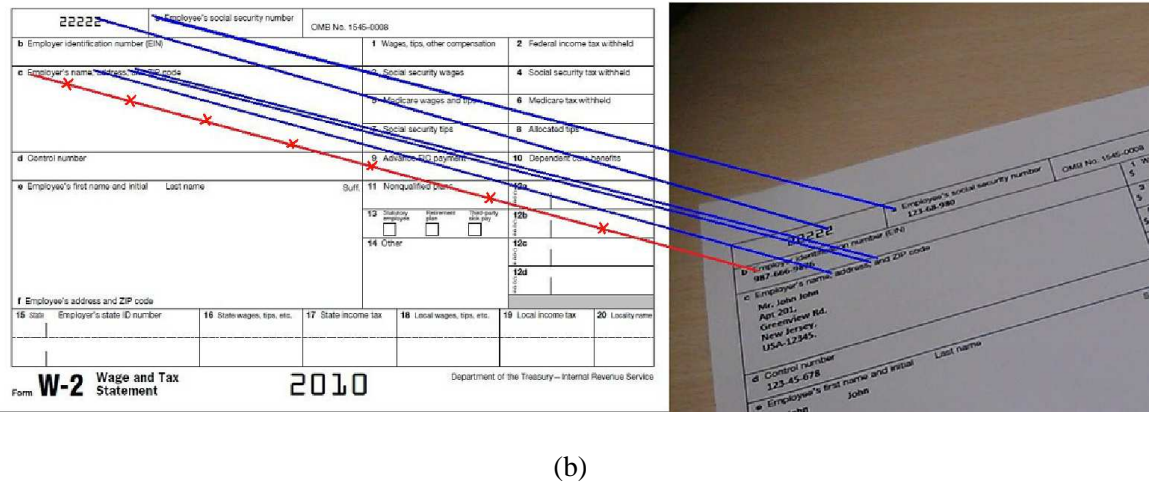 22222
a Employee's social security number
OMB No. 1545-0008
b Employer identification number (EIN)
1 Wages, tips, other compensation
2 Federal income tax withheld
c Employer's name, address, and ZIP code
3 Social security wages
4 Social security tax withheld
5 Medicare wages and tips
6 Medicare tax withheld
7 Social security tips
8 Allocated tips
d Control number
9 Advance EIC payment
10 Dependent care benefits
e Employee's first name and initial Last name Suff.
11 Nonqualified plans
12a
13 Statutory employee Retirement plan Third-party sick pay
12b
14 Other
12c
12d
f Employee's address and ZIP code
15 State Employer's state ID number
16 State wages, tips, etc.
17 State income tax
18 Local wages, tips, etc.
19 Local income tax
20 Locality name
Form W-2 Wage and Tax Statement
2010
Department of the Treasury—Internal Revenue Service
22222
Employee's social security number
123-68-980
OMB No. 1545-0008
1 W
$
3
$
b Employer identification number (EIN)
987-666-9876
c Employer's name, address, and ZIP code
Mr. John John
Apt 201,
Greenview Rd,
New Jersey,
USA-12345.
d Control number
123-45-678
e Employee's first name and initial Last name
John John
(b)